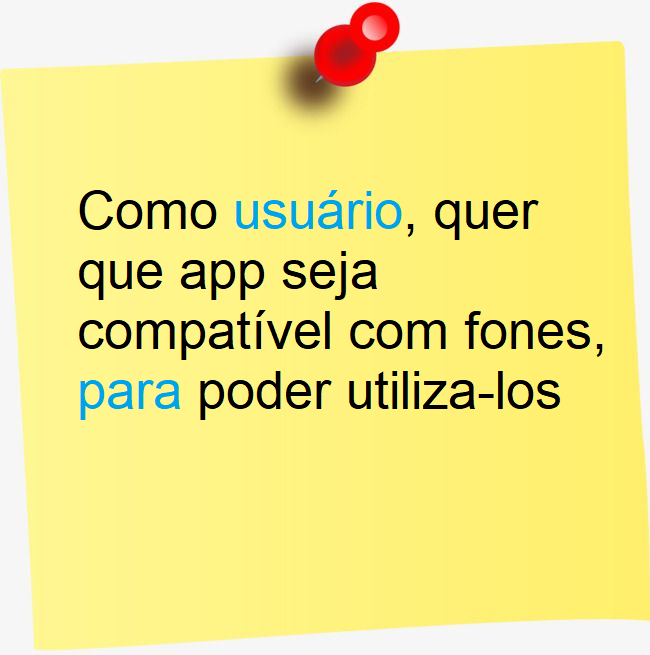 Como usuário, quer
que app seja
compatível com fones,
para poder utiliza-los